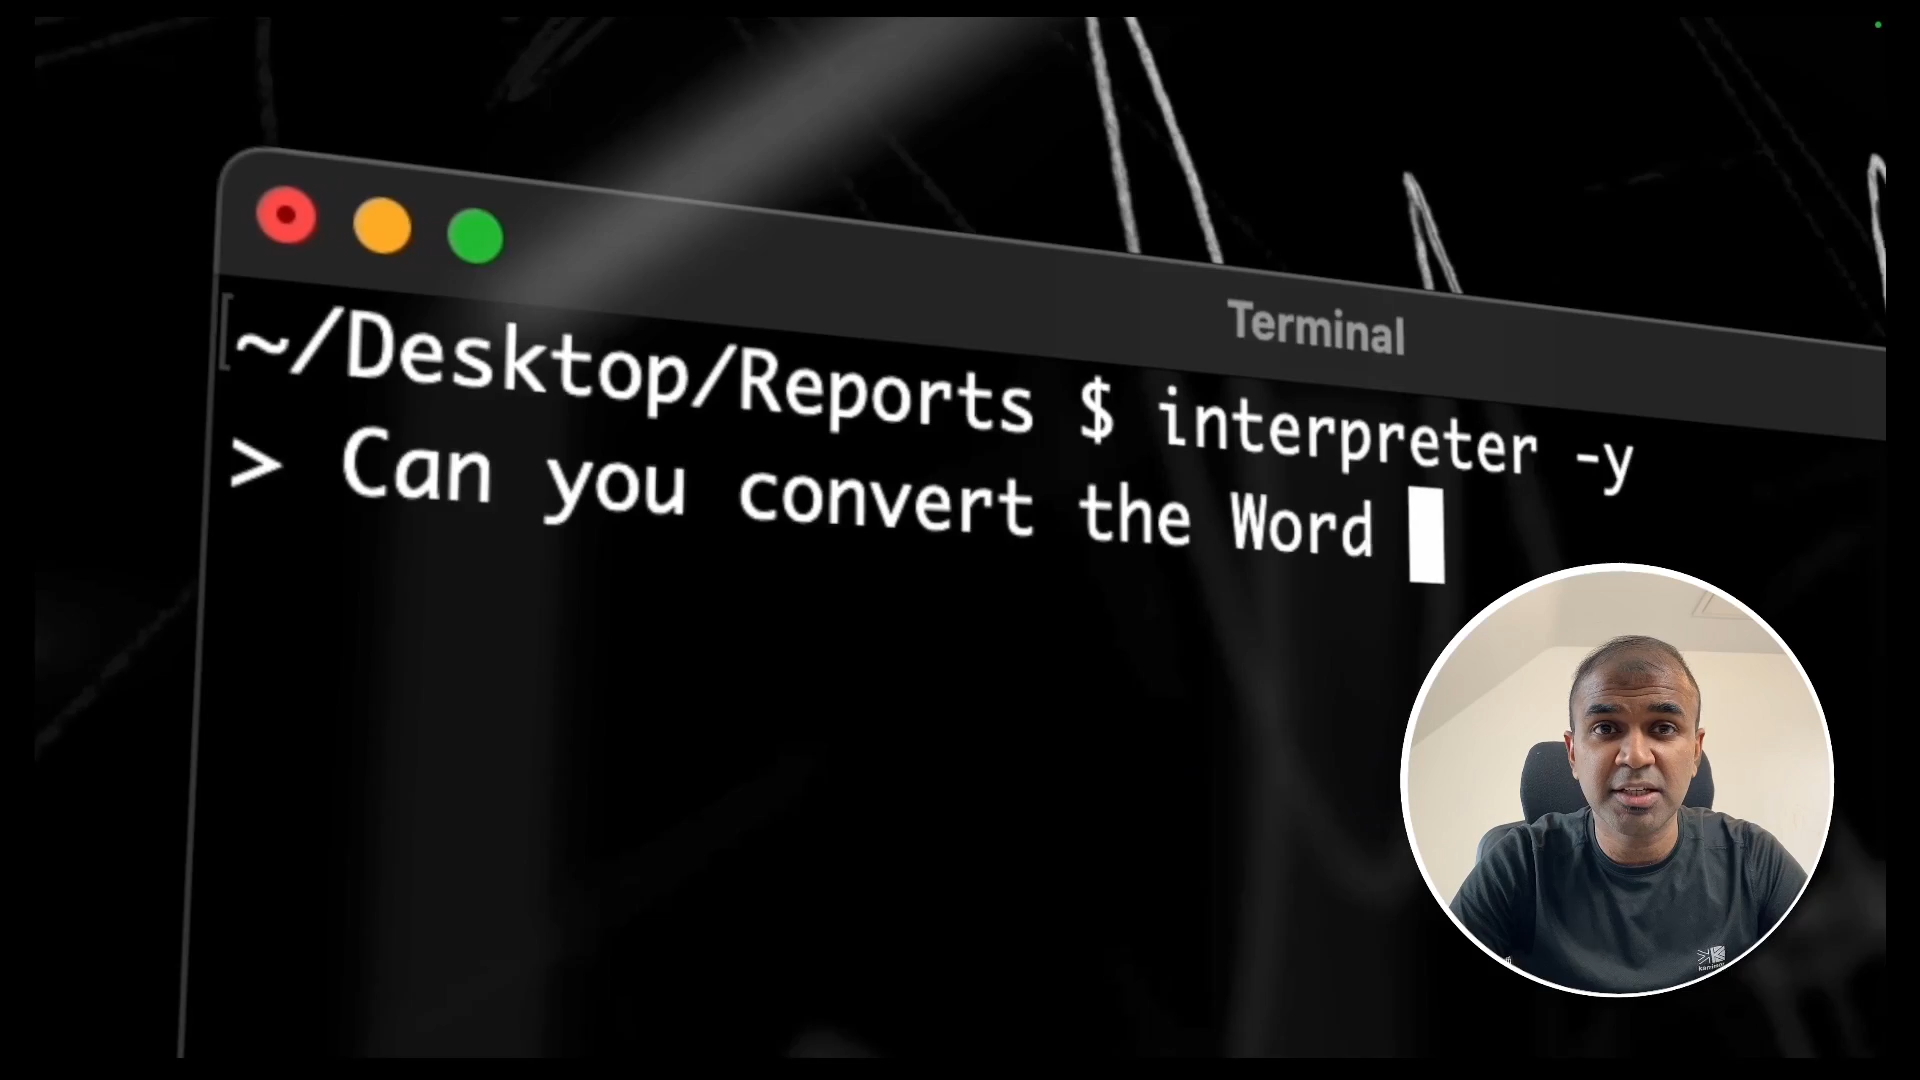 Terminal
~/Desktop/Reports $ interpreter -y
> Can you convert the Word